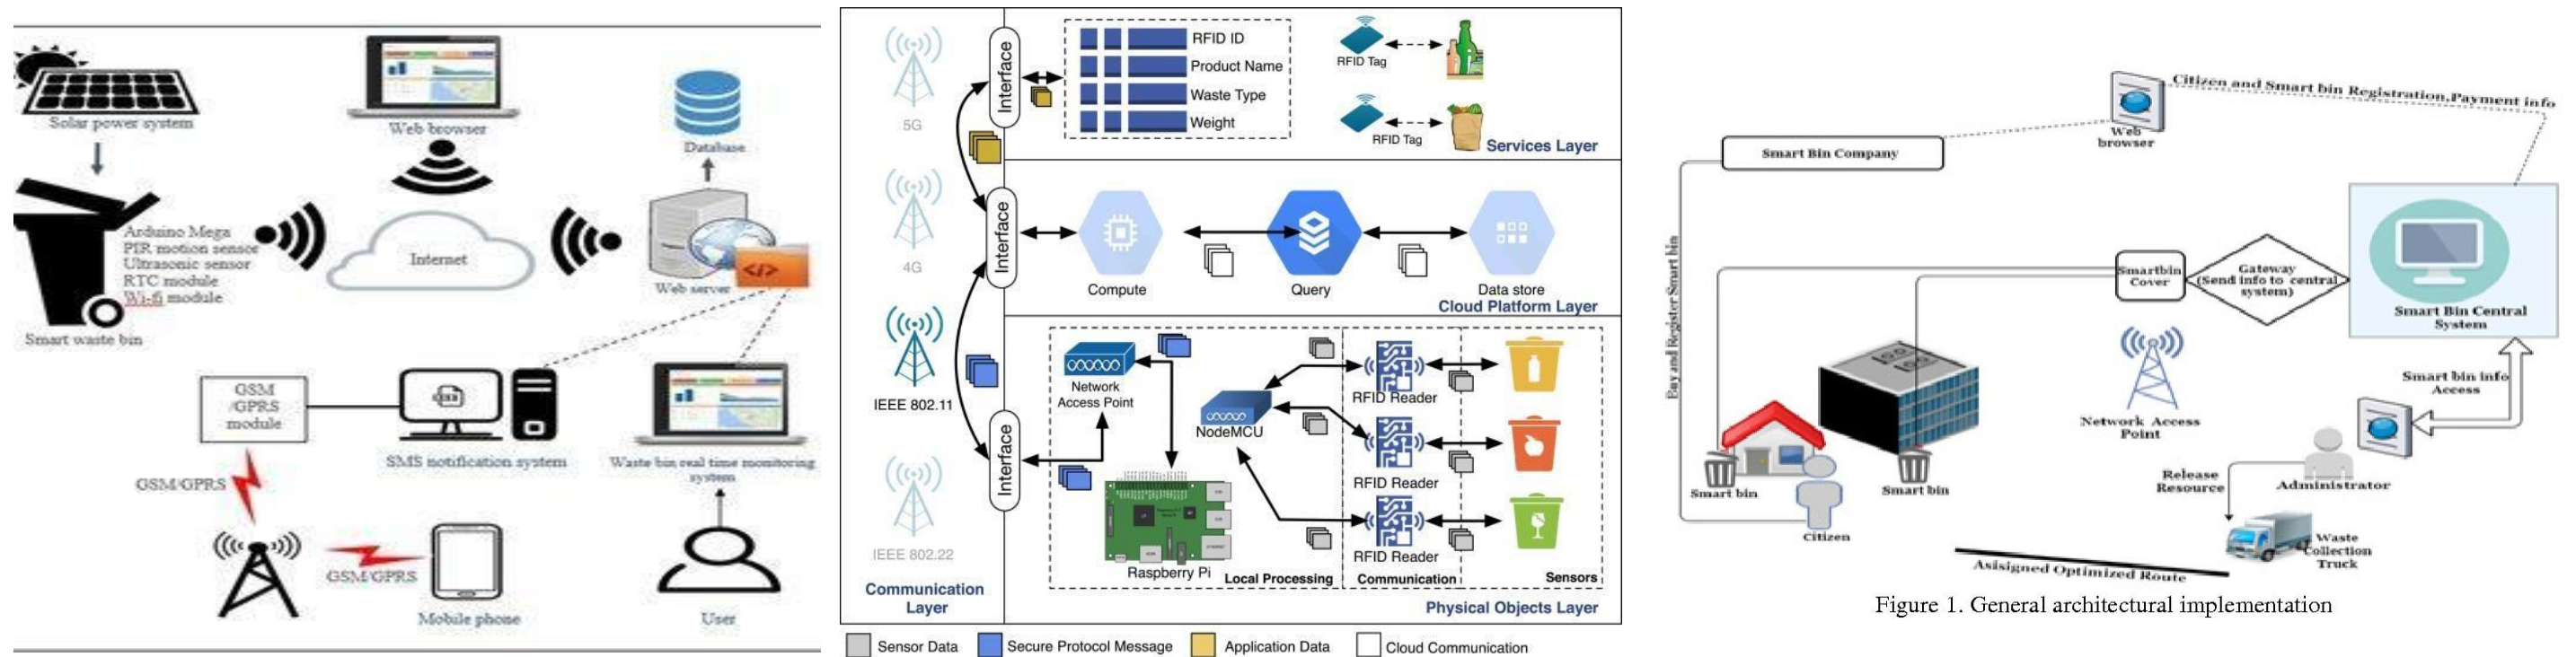 Solar power system
Web browser
Database
Arduino Mega
PIR motion sensor
Ultrasonic sensor
RTC module
Wi-fi module
Internet
Web server
Smart waste bin
GSM
/GPRS
module
SMS notification system
Waste bin real time monitoring
system
GSM/GPRS
GSM/GPRS
Mobile phone
User
5G
4G
IEEE 802.11
IEEE 802.22
Communication
Layer
Interface
Interface
Interface
RFID ID
Product Name
Waste Type
Weight
RFID Tag
RFID Tag
Services Layer
Compute
Query
Data store
Cloud Platform Layer
Network
Access Point
NodeMCU
RFID Reader
RFID Reader
RFID Reader
Raspberry Pi
Local Processing
Communication
Sensors
Physical Objects Layer
Sensor Data
Secure Protocol Message
Application Data
Cloud Communication
Citizen and Smart bin Registration,Payment info
Web
browser
Smart Bin Company
Buy and Register Smart bin
Smartbin
Cover
Gateway
(Send info to central
system)
Smart Bin Central
System
Network Access
Point
Smart bin info
Access
Smart bin
Smart bin
Citizen
Release
Resource
Administrator
Waste
Collection
Truck
Asisigned Optimized Route
Figure 1. General architectural implementation